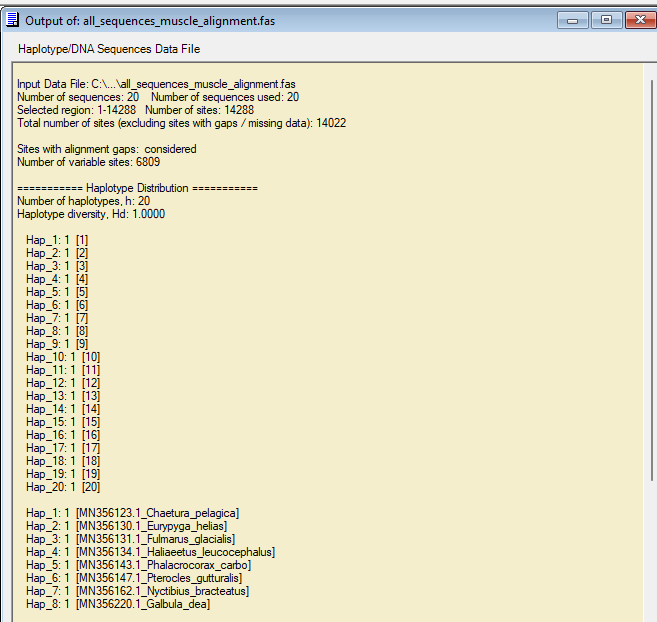 Output of: all_sequences_muscle_alignment.fas
Haplotype/DNA Sequences Data File
Input Data File: C:\...\all_sequences_muscle_alignment.fas
Number of sequences: 20    Number of sequences used: 20
Selected region: 1-14288   Number of sites: 14288
Total number of sites (excluding sites with gaps / missing data): 14022
Sites with alignment gaps:  considered
Number of variable sites: 6809
=========== Haplotype Distribution ===========
Number of haplotypes, h: 20
Haplotype diversity, Hd: 1.0000
Hap_1: 1  [1]
Hap_2: 1  [2]
Hap_3: 1  [3]
Hap_4: 1  [4]
Hap_5: 1  [5]
Hap_6: 1  [6]
Hap_7: 1  [7]
Hap_8: 1  [8]
Hap_9: 1  [9]
Hap_10: 1  [10]
Hap_11: 1  [11]
Hap_12: 1  [12]
Hap_13: 1  [13]
Hap_14: 1  [14]
Hap_15: 1  [15]
Hap_16: 1  [16]
Hap_17: 1  [17]
Hap_18: 1  [18]
Hap_19: 1  [19]
Hap_20: 1  [20]
Hap_1: 1  [MN356123.1_Chaetura_pelagica]
Hap_2: 1  [MN356130.1_Eurypyga_helias]
Hap_3: 1  [MN356131.1_Fulmarus_glacialis]
Hap_4: 1  [MN356134.1_Haliaeetus_leucocephalus]
Hap_5: 1  [MN356143.1_Phalacrocorax_carbo]
Hap_6: 1  [MN356147.1_Pterocles_gutturalis]
Hap_7: 1  [MN356162.1_Nyctibius_bracteatus]
Hap_8: 1  [MN356220.1_Galbula_dea]